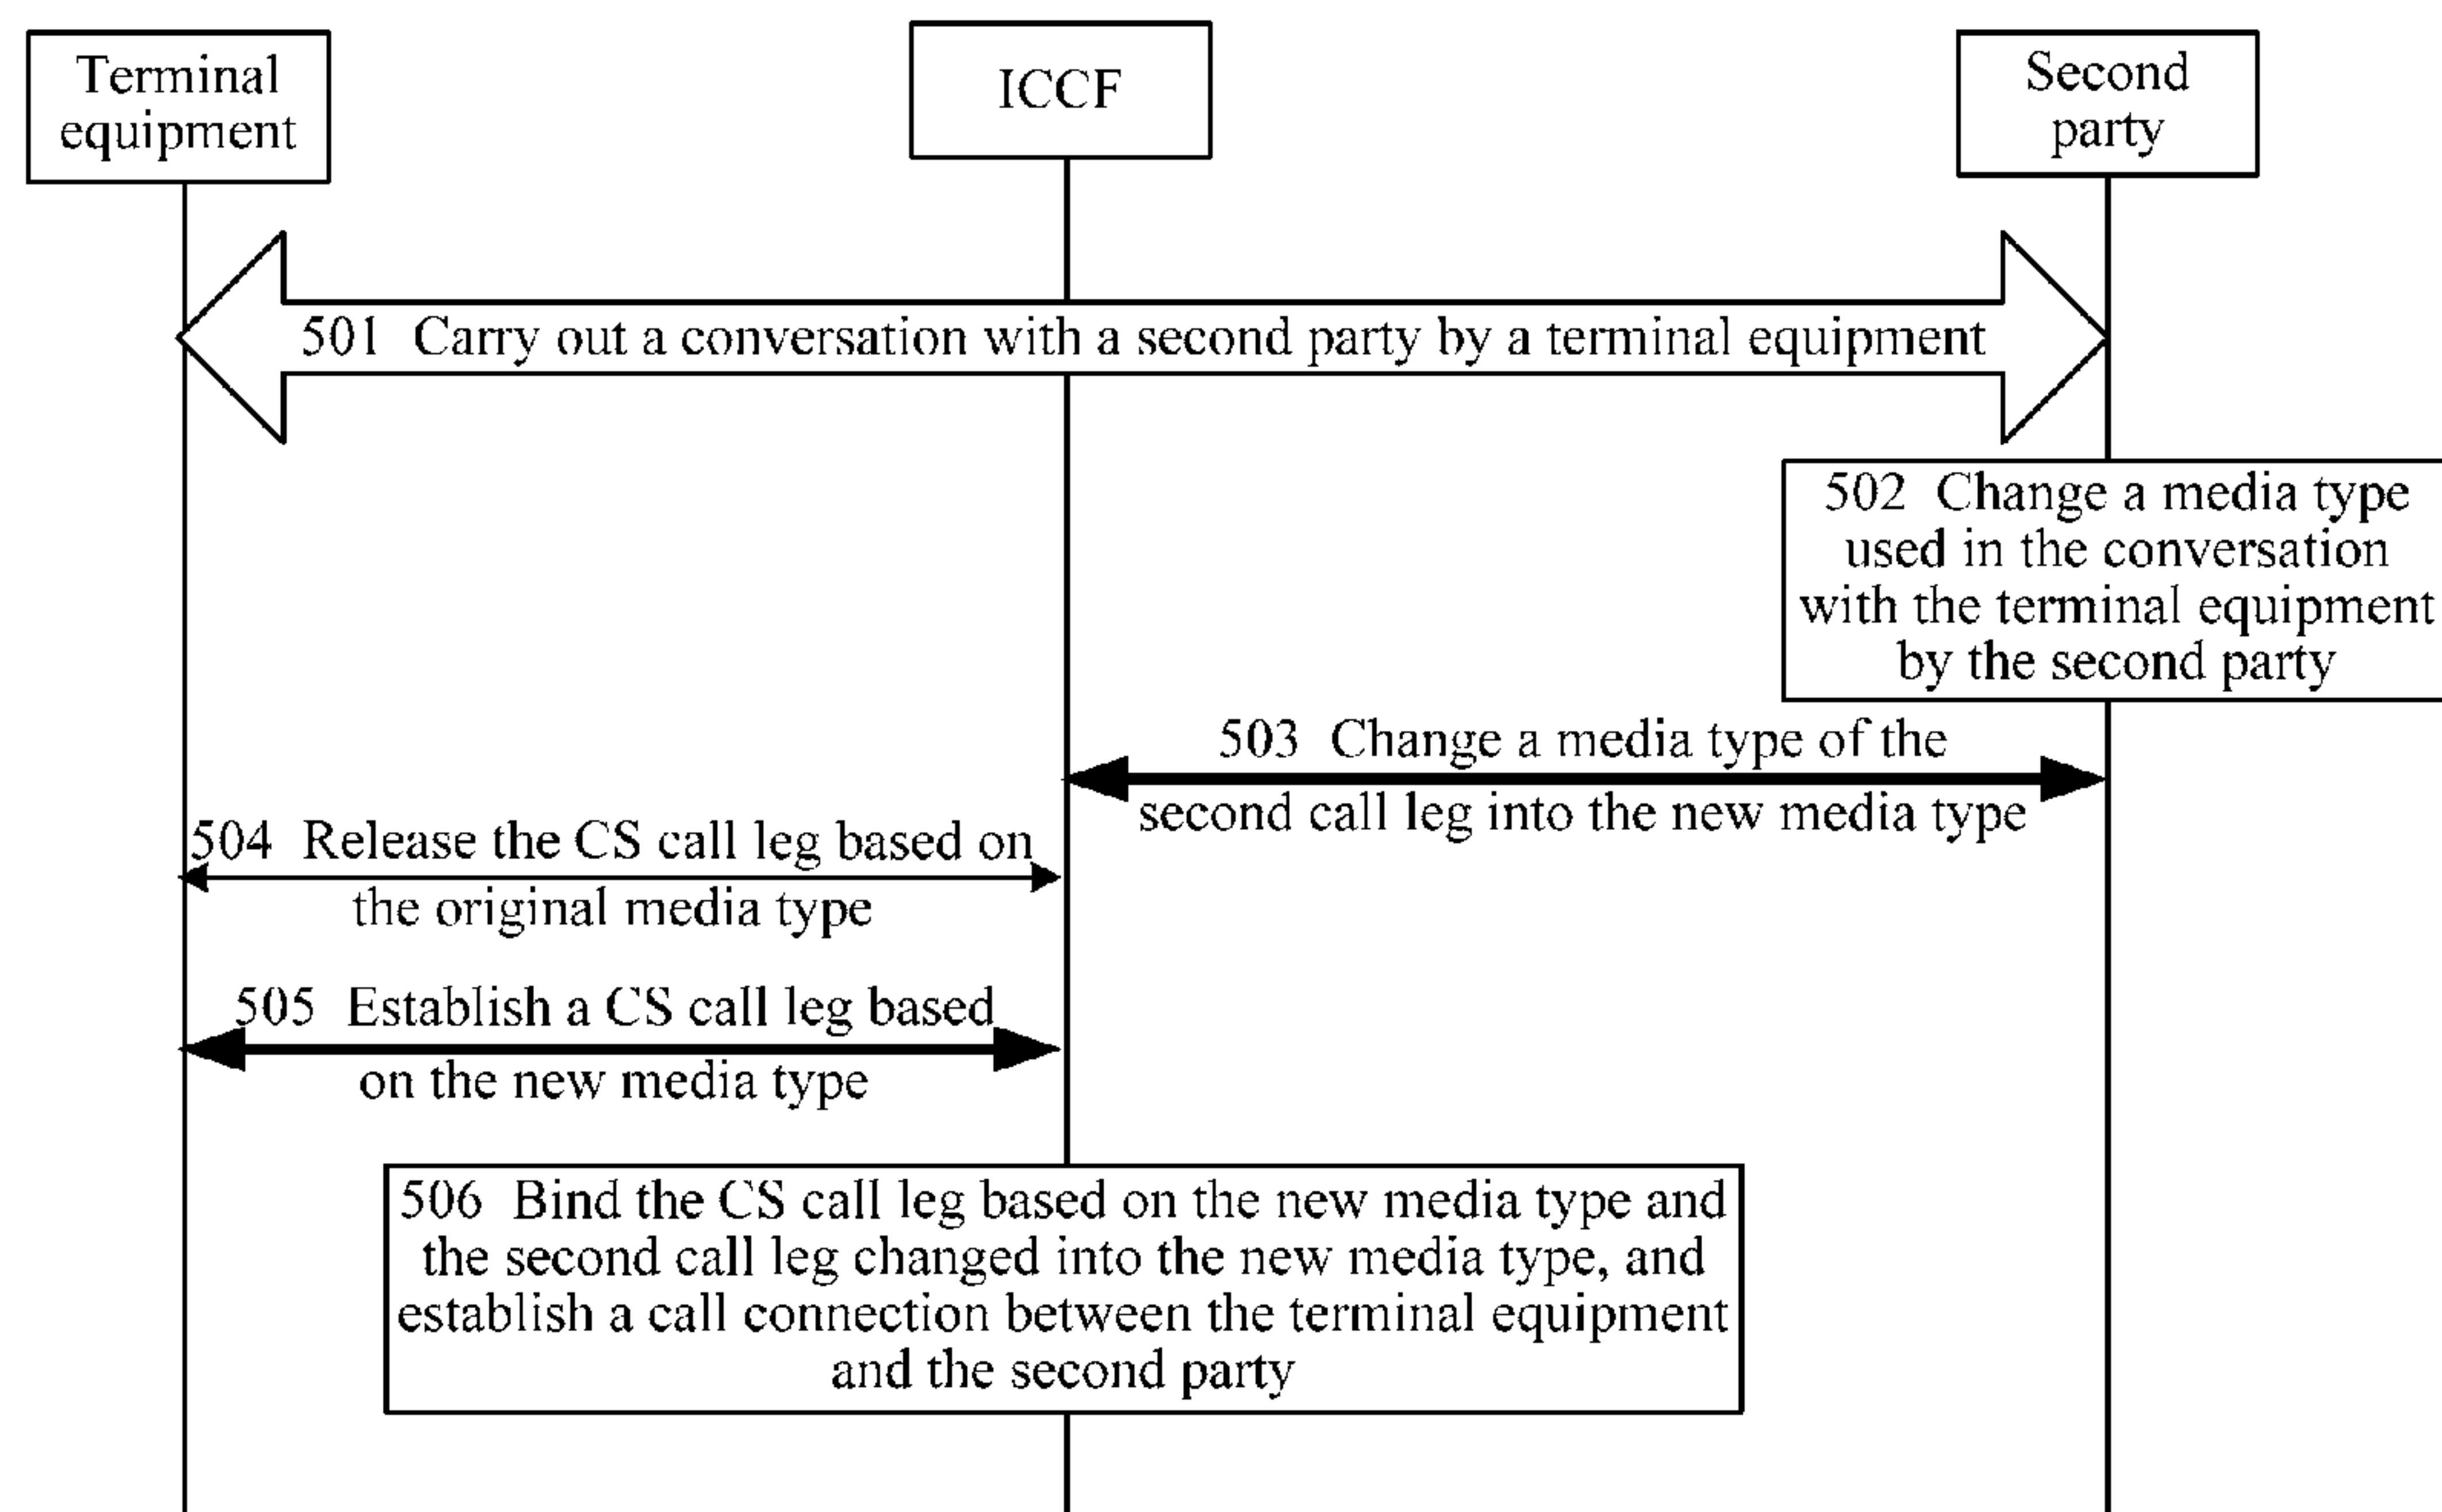 Terminal
equipment
ICCF
Second
party
501 Carry out a conversation with a second party by a terminal equipment
502 Change a media type
used in the conversation
with the terminal equipment
by the second party
503 Change a media type of the
second call leg into the new media type
504 Release the CS call leg based on
the original media type
505 Establish a CS call leg based
on the new media type
506 Bind the CS call leg based on the new media type and
the second call leg changed into the new media type, and
establish a call connection between the terminal equipment
and the second party